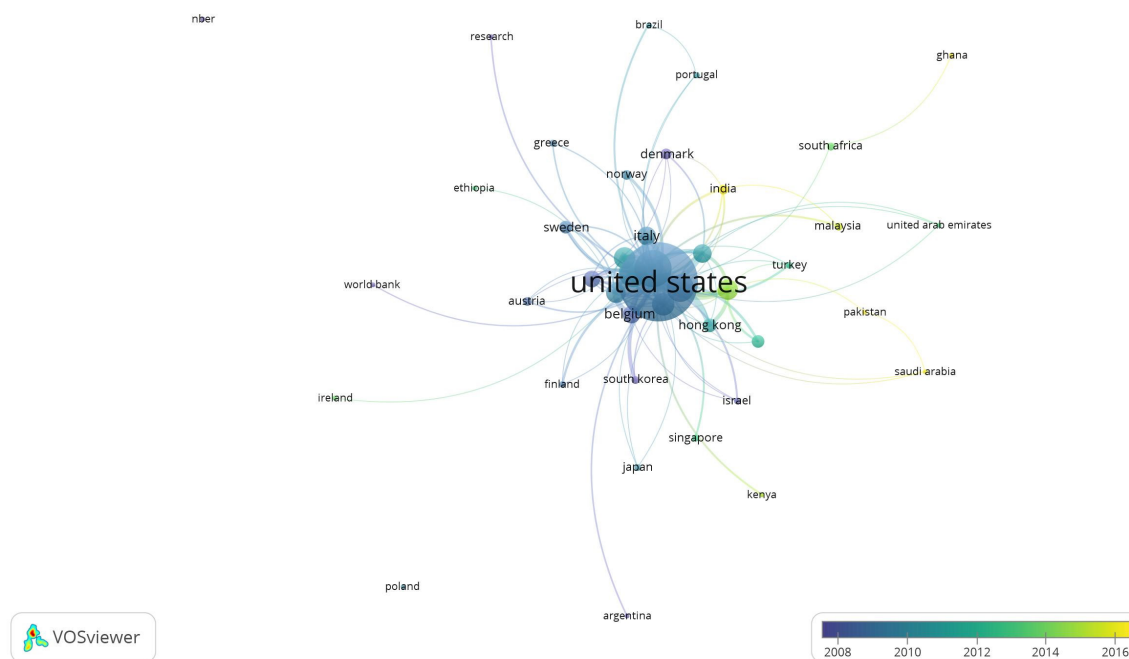 nber
brazil
research
ghana
portugal
greece
denmark
south africa
norway
ethiopia
india
sweden
italy
malaysia
united arab emirates
turkey
world bank
united states
austria
belgium
hong kong
pakistan
finland
south korea
saudi arabia
ireland
israel
singapore
japan
kenya
poland
argentina
VOSviewer
2008 2010 2012 2014 2016